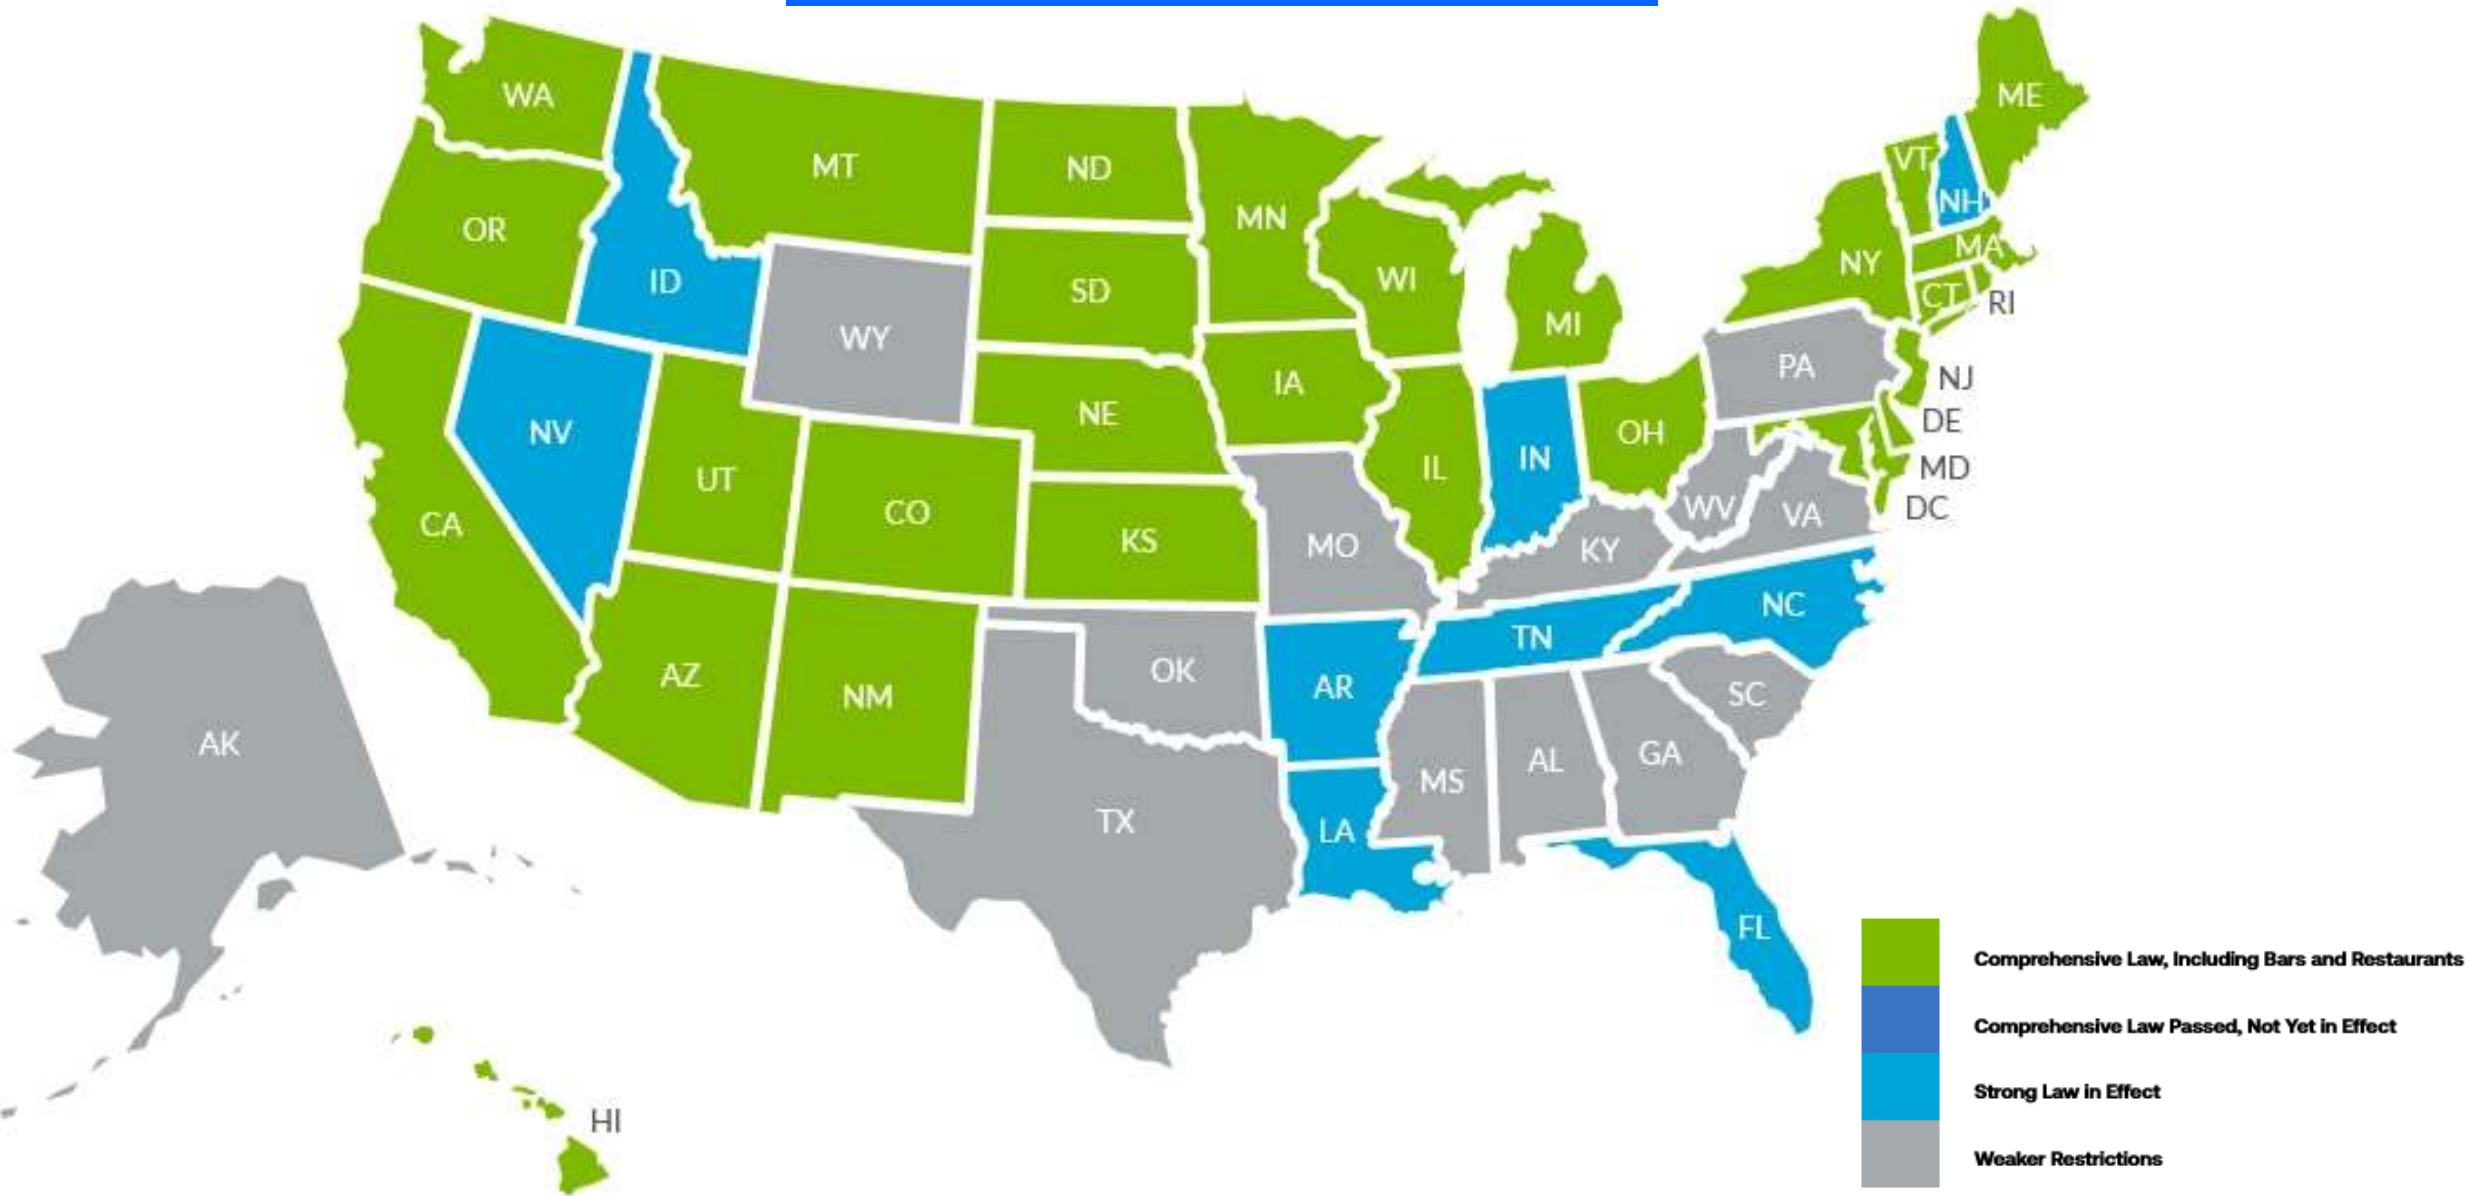 WA
MT
ND
MN
ME
VT
NH
OR
ID
WY
SD
WI
MI
NY
MA
CT
RI
NV
UT
CO
NE
IA
IL
IN
OH
PA
NJ
DE
MD
DC
CA
KS
MO
KY
WV
VA
AZ
NM
OK
AR
TN
NC
SC
AK
TX
LA
MS
AL
GA
FL
HI
Comprehensive Law, Including Bars and Restaurants
Comprehensive Law Passed, Not Yet in Effect
Strong Law in Effect
Weaker Restrictions